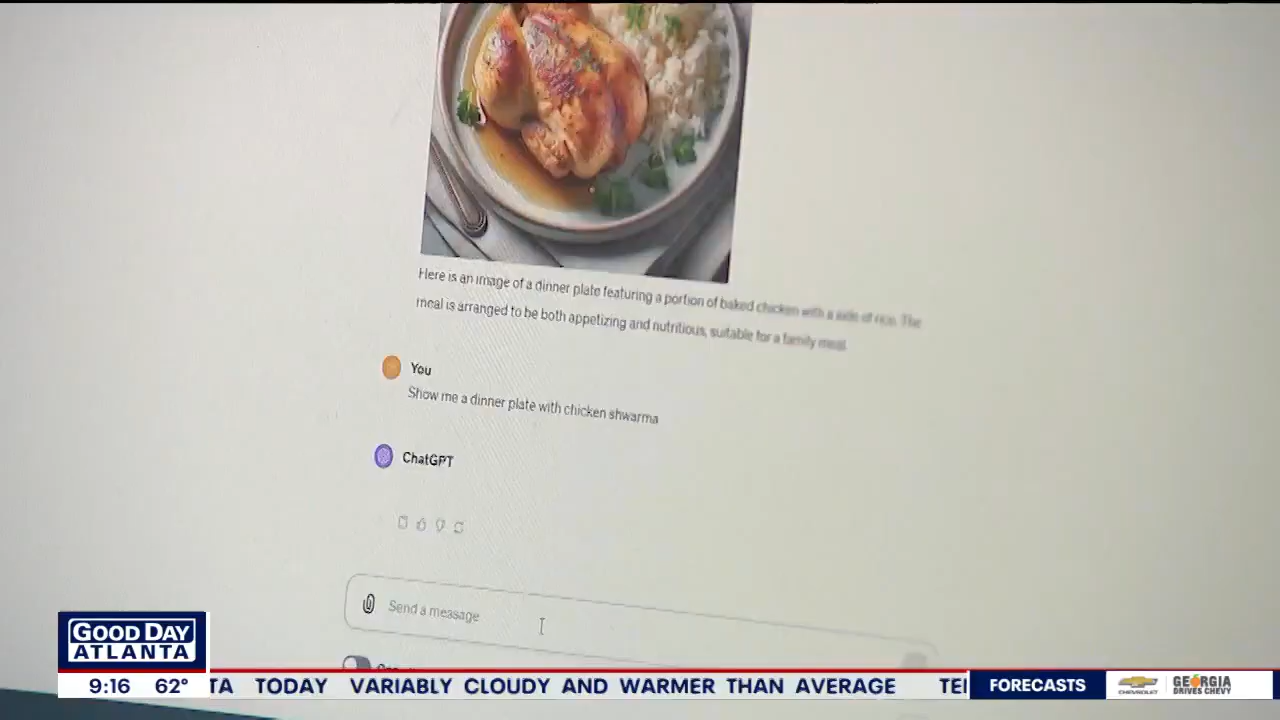 Here is an image of a dinner plate featuring a portion of baked chicken with a side of rice. The
meal is arranged to be both appetizing and nutritious, suitable for a family meal.
You
Show me a dinner plate with chicken shwarma
ChatGPT
Send a message
GOOD DAY
ATLANTA
9:16 62° TA TODAY VARIABLY CLOUDY AND WARMER THAN AVERAGE TE FORECASTS
CHEVROLET
GEORGIA
DRIVES CHEVY